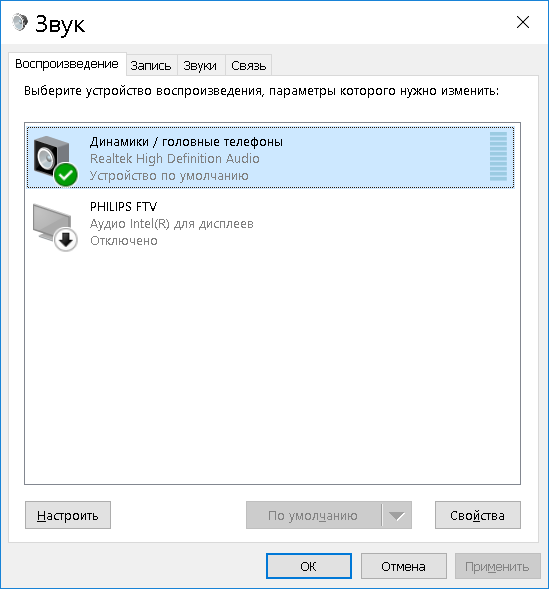 Звук
Воспроизведение Запись Звуки Связь
Выберите устройство воспроизведения, параметры которого нужно изменить:
Динамики / головные телефоны
Realtek High Definition Audio
Устройство по умолчанию
PHILIPS FTV
Аудио Intel(R) для дисплеев
Отключено
Настроить По умолчанию Свойства
ОК Отмена Применить